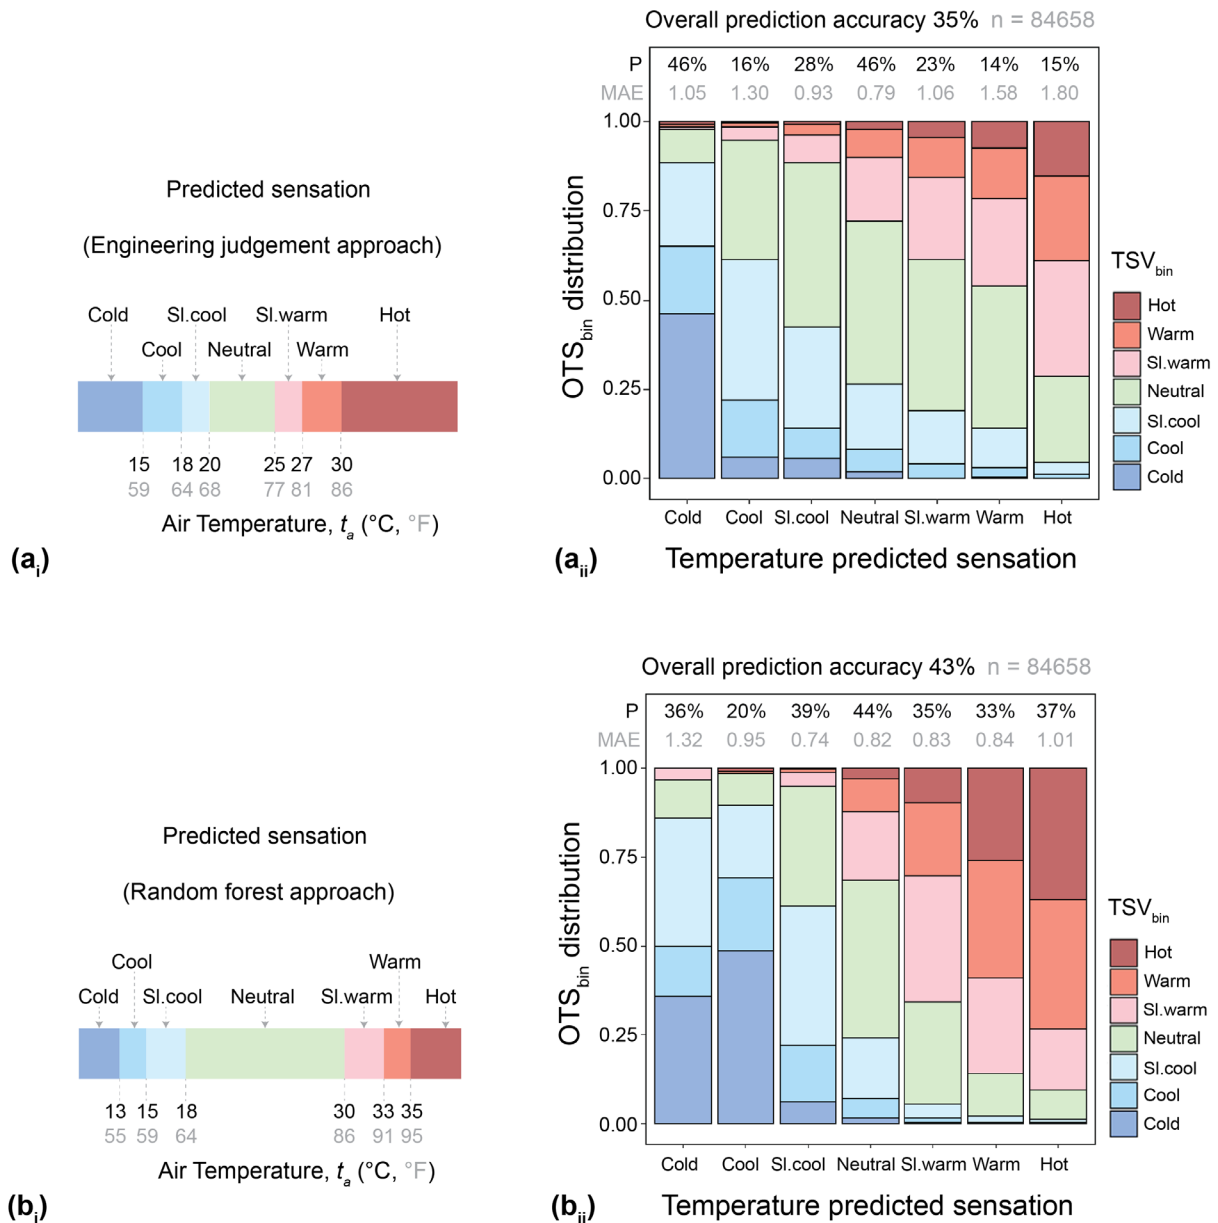 Overall prediction accuracy 35% n = 84658
P 46% 16% 28% 46% 23% 14% 15%
MAE 1.05 1.30 0.93 0.79 1.06 1.58 1.80
Predicted sensation
(Engineering judgement approach)
Cold Sl.cool Sl.warm Hot
Cool Neutral Warm
15 18 20 25 27 30
59 64 68 77 81 86
Air Temperature, ta (°C, °F)
(ai)
OTSbin distribution
1.00
0.75
0.50
0.25
0.00
Cold Cool Sl.cool Neutral Sl.warm Warm Hot
Temperature predicted sensation
(aii)
TSVbin
Hot
Warm
Sl.warm
Neutral
Sl.cool
Cool
Cold
Overall prediction accuracy 43% n = 84658
P 36% 20% 39% 44% 35% 33% 37%
MAE 1.32 0.95 0.74 0.82 0.83 0.84 1.01
Predicted sensation
(Random forest approach)
Cool Warm
Cold Sl.cool Neutral Sl.warm Hot
13 15 18 30 33 35
55 59 64 86 91 95
Air Temperature, ta (°C, °F)
(bi)
OTSbin distribution
1.00
0.75
0.50
0.25
0.00
Cold Cool Sl.cool Neutral Sl.warm Warm Hot
Temperature predicted sensation
(bii)
TSVbin
Hot
Warm
Sl.warm
Neutral
Sl.cool
Cool
Cold